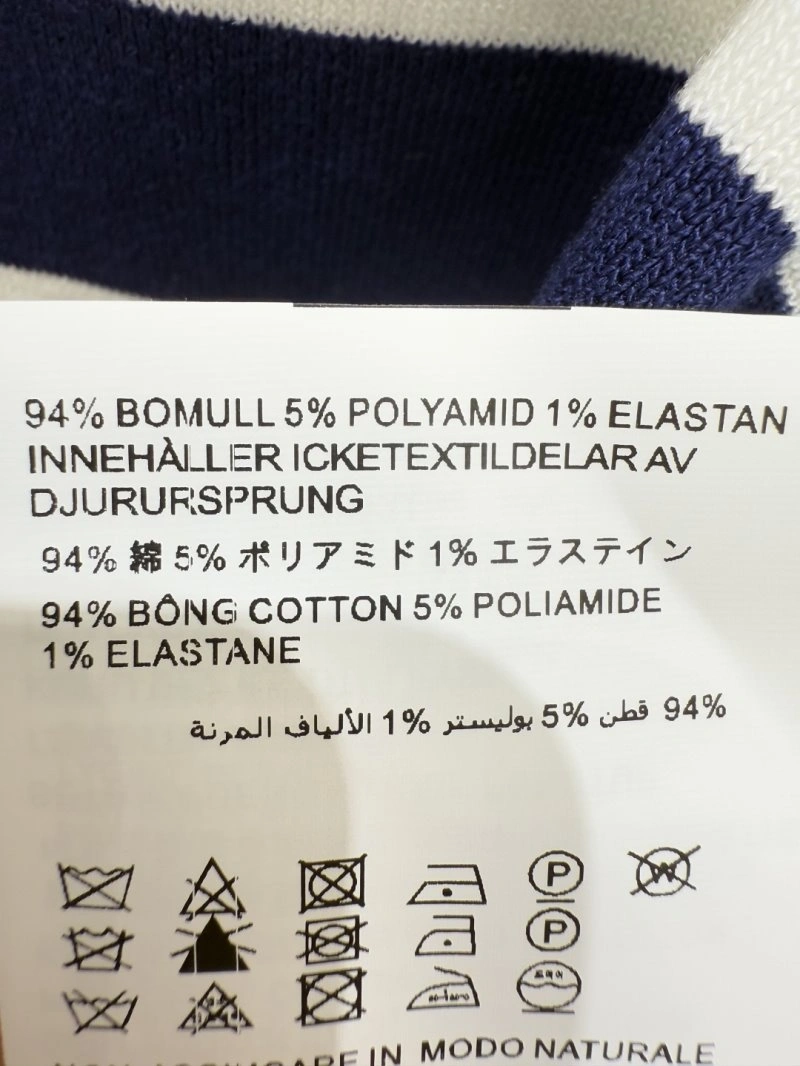 94% BOMULL 5% POLYAMID 1% ELASTAN
INNEHÀLLER ICKETEXTILDELAR AV
DJURURSPRUNG
94% 綿 5% ポリアミド 1% エラステイン
94% BÔNG COTTON 5% POLIAMIDE
1% ELASTANE
94% قطن 5% بوليستر 1% الألياف المرنة
P W
P
IN MODO NATURALE